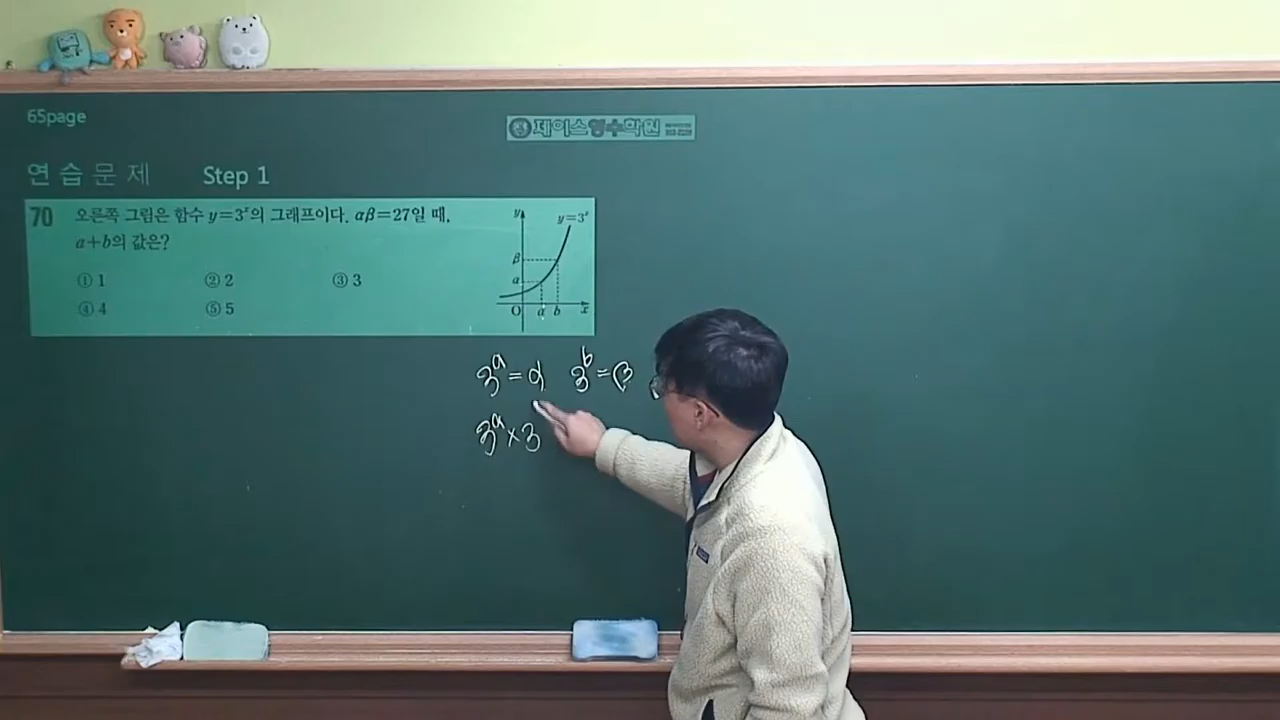 65page
제이스영수학원
연습문제 Step 1
70 오른쪽 그림은 함수 y=3ˣ의 그래프이다. αβ=27일 때,
a+b의 값은?
① 1 ② 2 ③ 3
④ 4 ⑤ 5
y y=3ˣ
β
α
O a b x
3ᵃ=α 3ᵇ=β
3ᵃ×3